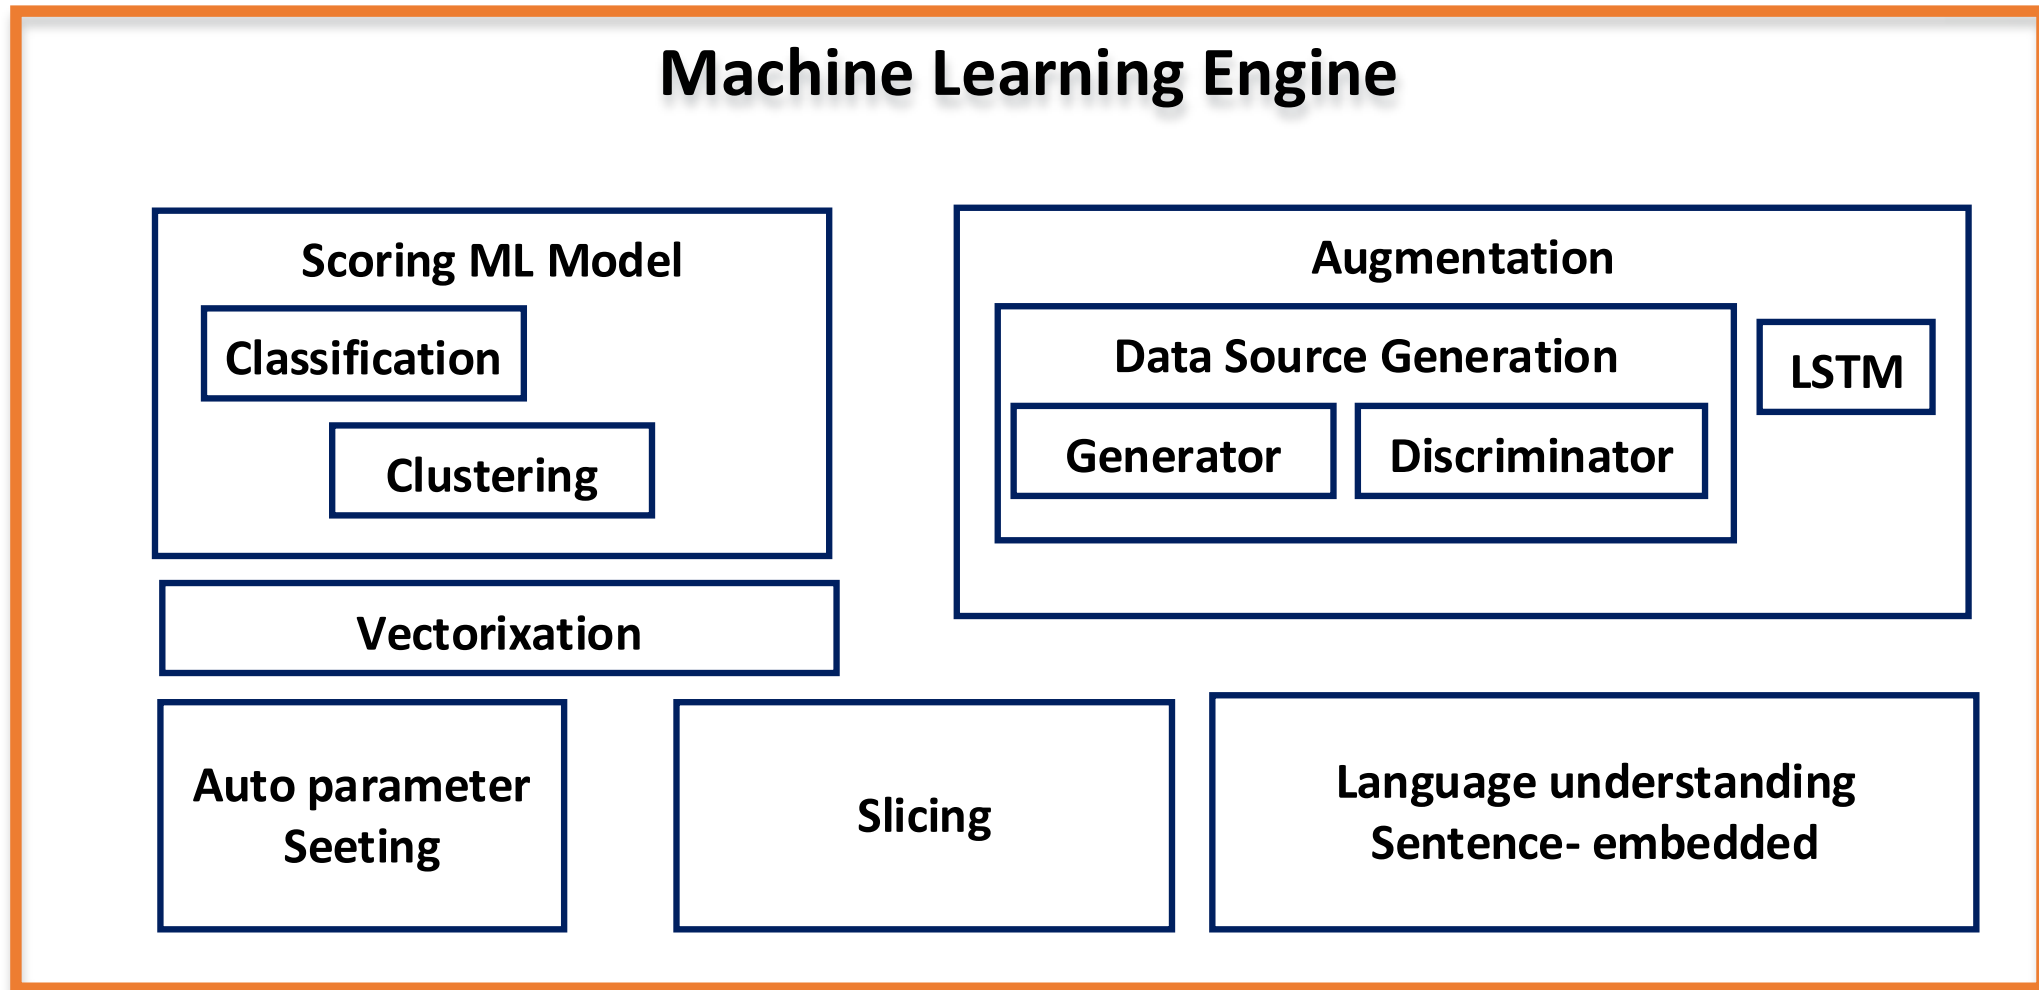 Machine Learning Engine
Scoring ML Model
Classification
Clustering
Augmentation
Data Source Generation
Generator
Discriminator
LSTM
Vectorixation
Auto parameter
Seeting
Slicing
Language understanding
Sentence- embedded